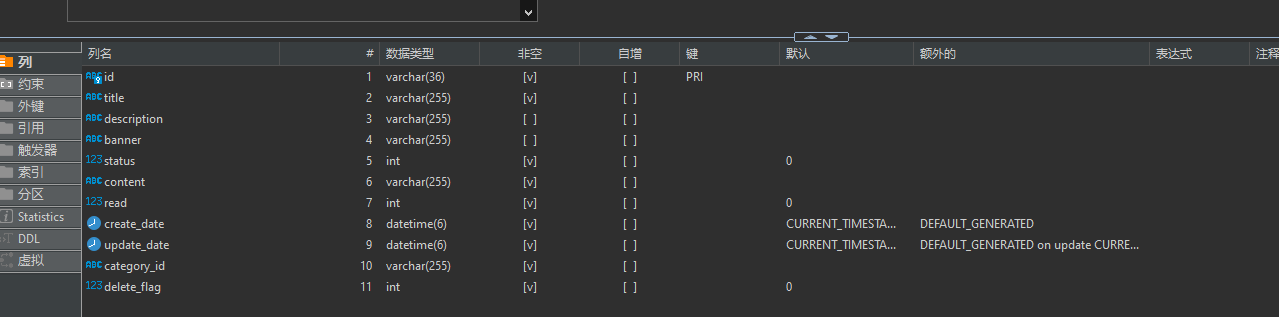 列名 # 数据类型 非空 自增 键 默认 额外的 表达式 注释
列
约束
外键
引用
触发器
索引
分区
Statistics
DDL
虚拟
id 1 varchar(36) [v] [ ] PRI
title 2 varchar(255) [v] [ ]
description 3 varchar(255) [ ] [ ]
banner 4 varchar(255) [v] [ ]
status 5 int [v] [ ] 0
content 6 varchar(255) [v] [ ]
read 7 int [v] [ ] 0
create_date 8 datetime(6) [v] [ ] CURRENT_TIMESTA... DEFAULT_GENERATED
update_date 9 datetime(6) [v] [ ] CURRENT_TIMESTA... DEFAULT_GENERATED on update CURRE...
category_id 10 varchar(255) [v] [ ]
delete_flag 11 int [v] [ ] 0